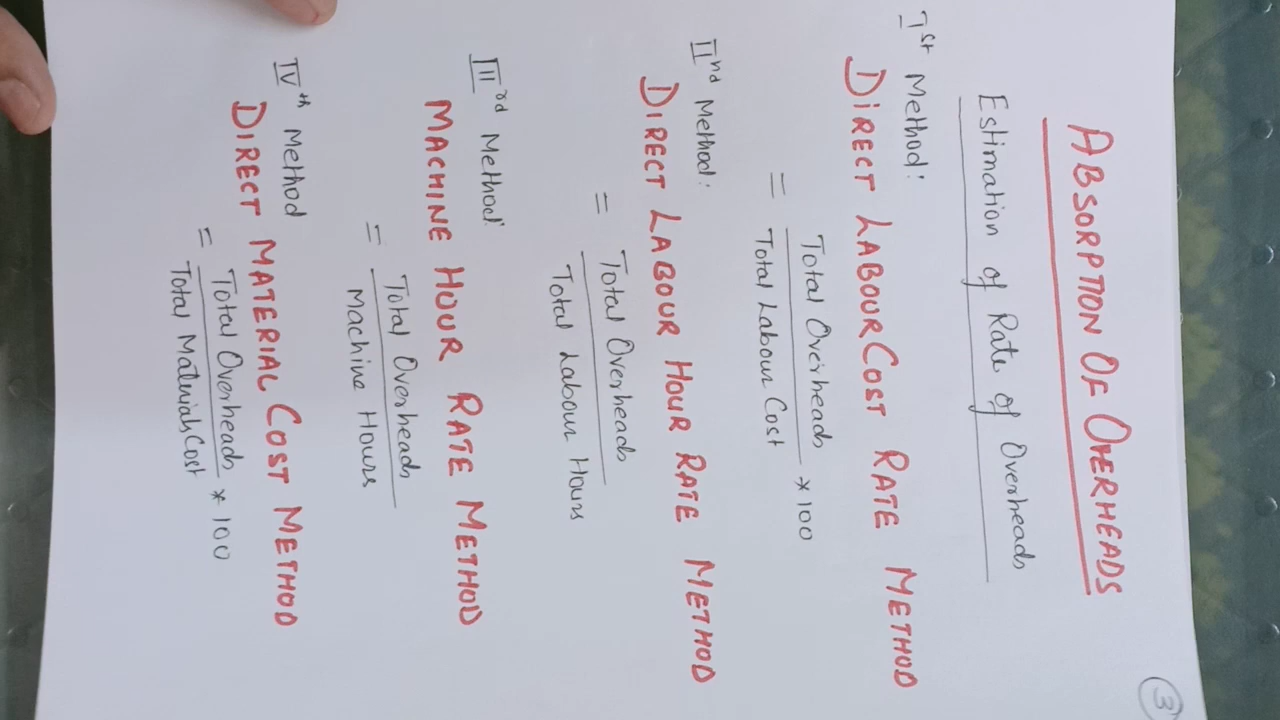 3
ABSORPTION OF OVERHEADS
Estimation of Rate of Overheads
Ist Method:
DIRECT LABOUR COST RATE METHOD
= Total Overheads * 100
Total Labour Cost
IInd Method:
DIRECT LABOUR HOUR RATE METHOD
= Total Overheads
Total Labour Hours
IIIrd Method:
MACHINE HOUR RATE METHOD
= Total Overheads
Machine Hours
IVth Method
DIRECT MATERIAL COST METHOD
= Total Overheads * 100
Total Materials Cost